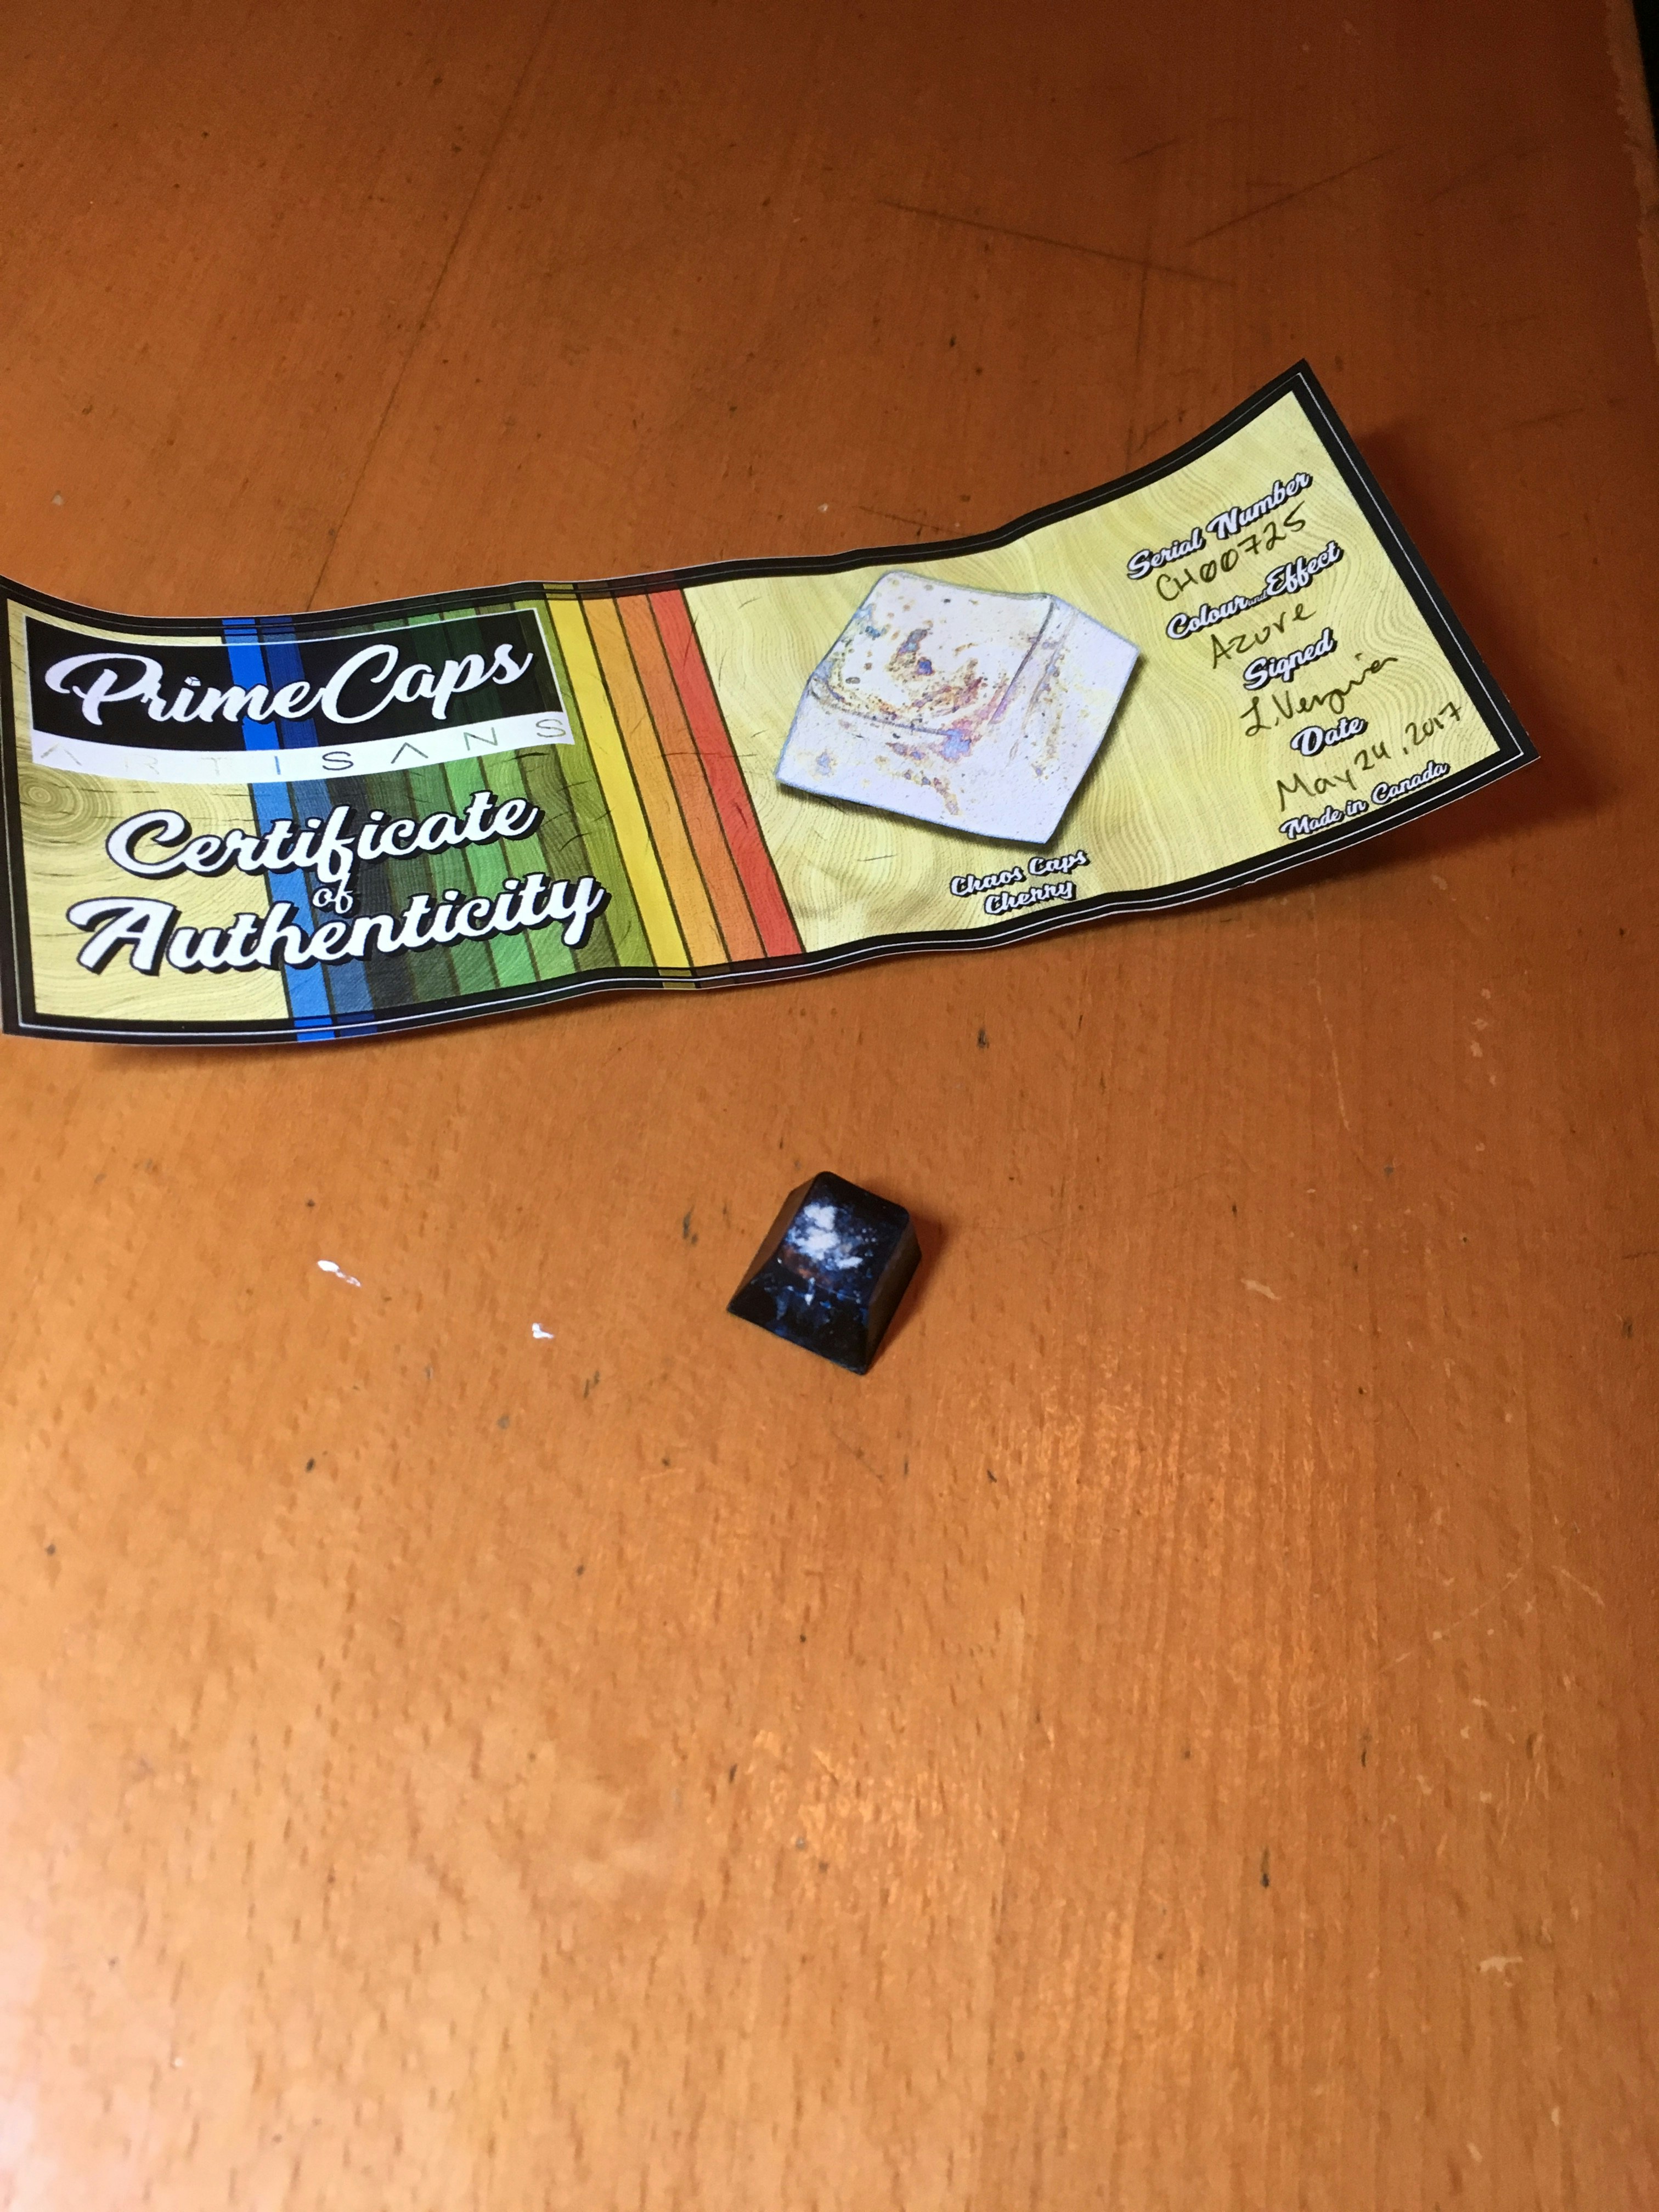 PrimeCaps
ARTISANS
Certificate
of
Authenticity
Chaos Caps
Cherry
Serial Number
CH00725
Colour and Effect
Azure
Signed
Date
May 24, 2017
Made in Canada